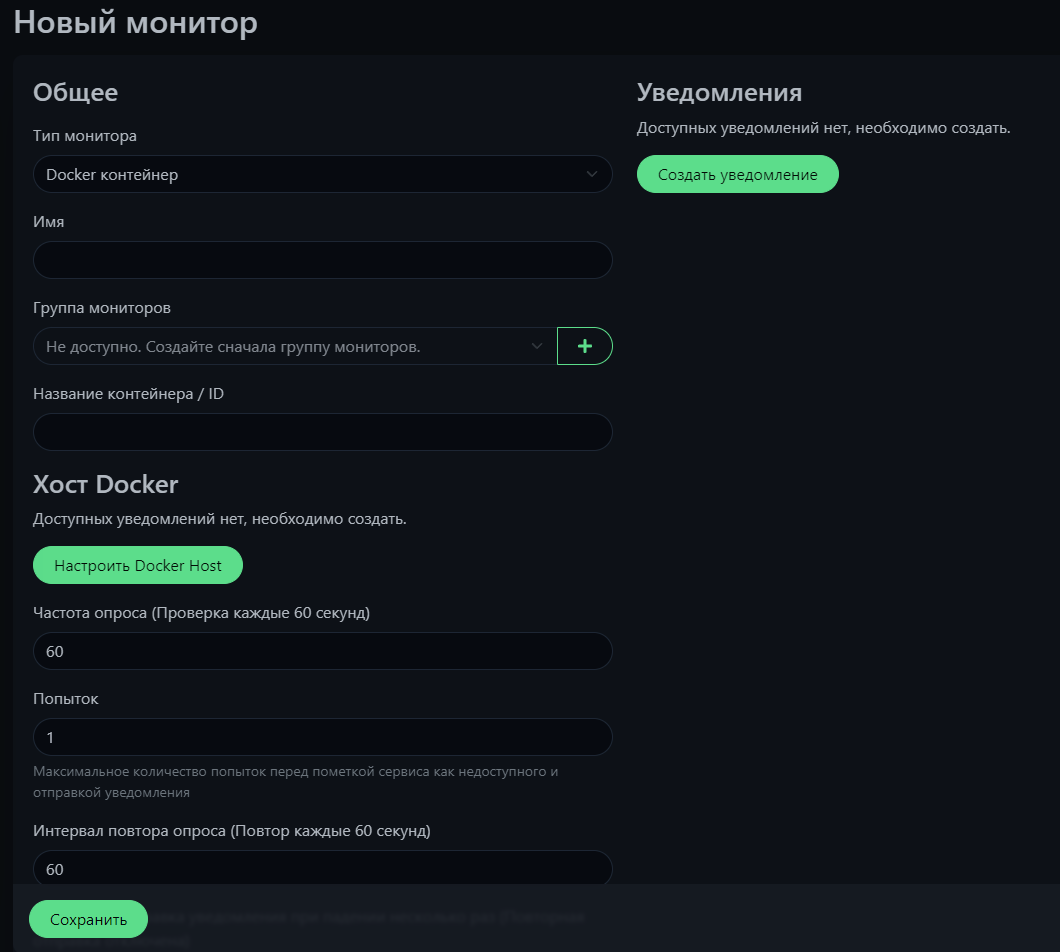 Новый монитор
Общее
Тип монитора
Docker контейнер
Имя
Группа мониторов
Не доступно. Создайте сначала группу мониторов.
Название контейнера / ID
Хост Docker
Доступных уведомлений нет, необходимо создать.
Настроить Docker Host
Частота опроса (Проверка каждые 60 секунд)
60
Попыток
1
Максимальное количество попыток перед пометкой сервиса как недоступного и
отправкой уведомления
Интервал повтора опроса (Повтор каждые 60 секунд)
60
Сохранить
Уведомления
Доступных уведомлений нет, необходимо создать.
Создать уведомление